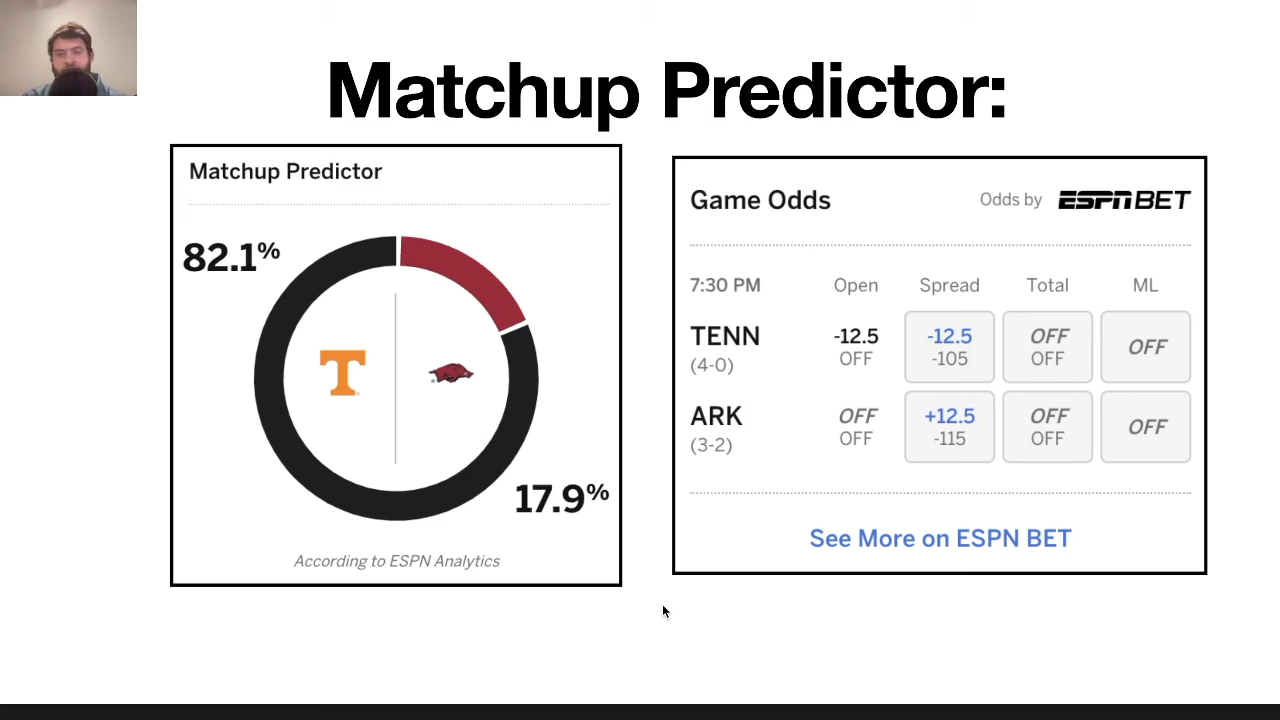 Matchup Predictor:
Matchup Predictor
82.1%
T
17.9%
According to ESPN Analytics
Game Odds Odds by ESPN BET
7:30 PM Open Spread Total ML
TENN -12.5 -12.5 OFF OFF
(4-0) OFF -105 OFF
ARK OFF +12.5 OFF OFF
(3-2) OFF -115 OFF
See More on ESPN BET